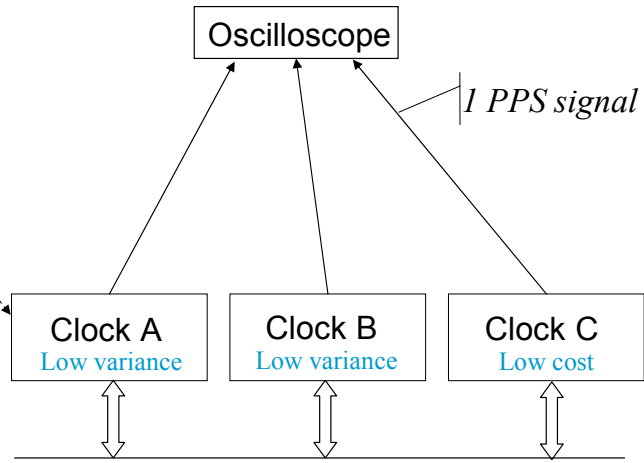 Oscilloscope
1 PPS signal
Clock A
Low variance
Clock B
Low variance
Clock C
Low cost